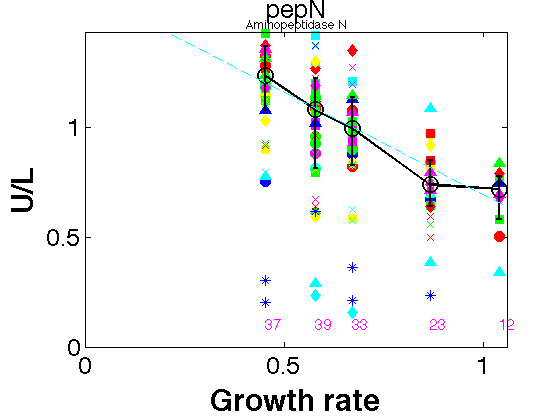 pepN
Aminopeptidase N
U/L
1
0.5
0
37 39 33 23 12
0 0.5 1
Growth rate